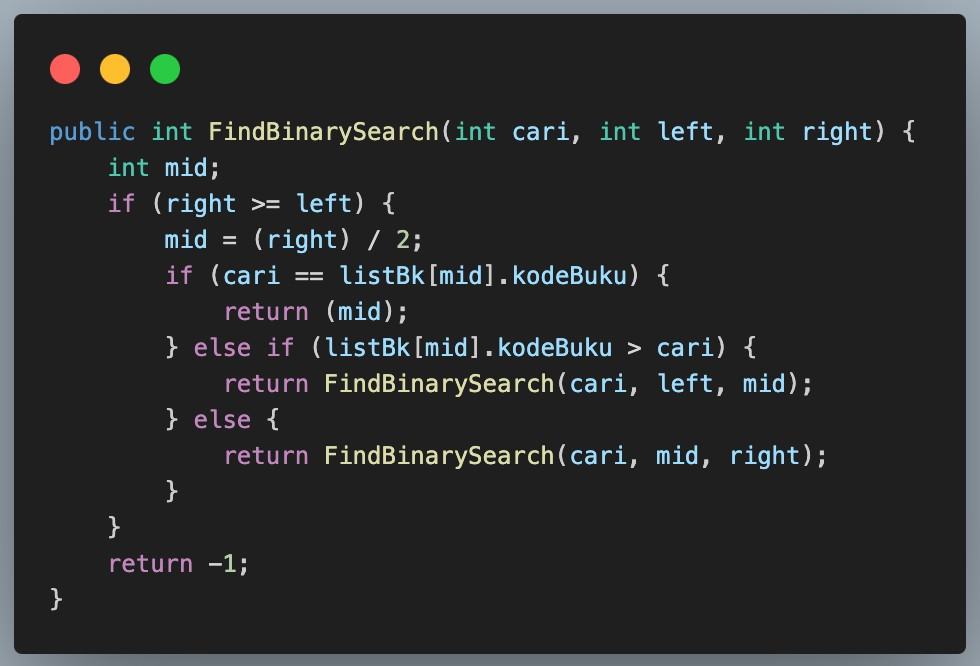 public int FindBinarySearch(int cari, int left, int right) {
    int mid;
    if (right >= left) {
        mid = (right) / 2;
        if (cari == listBk[mid].kodeBuku) {
            return (mid);
        } else if (listBk[mid].kodeBuku > cari) {
            return FindBinarySearch(cari, left, mid);
        } else {
            return FindBinarySearch(cari, mid, right);
        }
    }
    return -1;
}